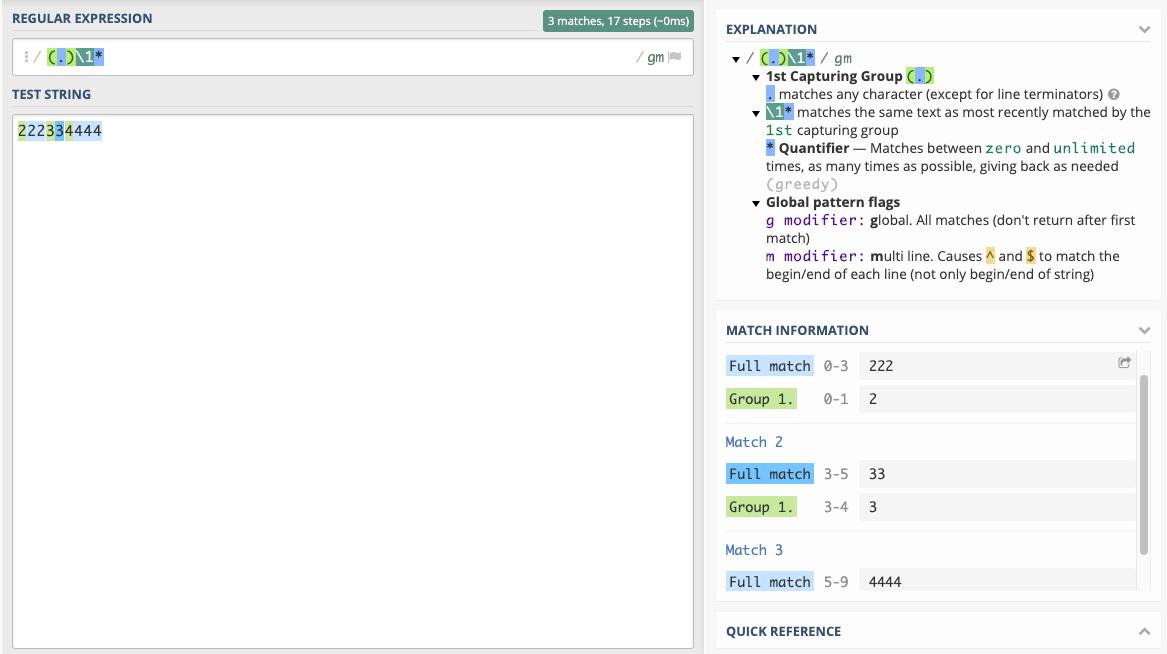 REGULAR EXPRESSION
3 matches, 17 steps (~0ms)
/ (.)\1* / gm
TEST STRING
222334444
EXPLANATION
/ (.)\1* / gm
1st Capturing Group (.)
. matches any character (except for line terminators) ?
\1* matches the same text as most recently matched by the
1st capturing group
* Quantifier — Matches between zero and unlimited
times, as many times as possible, giving back as needed
(greedy)
Global pattern flags
g modifier: global. All matches (don't return after first
match)
m modifier: multi line. Causes ^ and $ to match the
begin/end of each line (not only begin/end of string)
MATCH INFORMATION
Full match 0-3 222
Group 1. 0-1 2
Match 2
Full match 3-5 33
Group 1. 3-4 3
Match 3
Full match 5-9 4444
QUICK REFERENCE